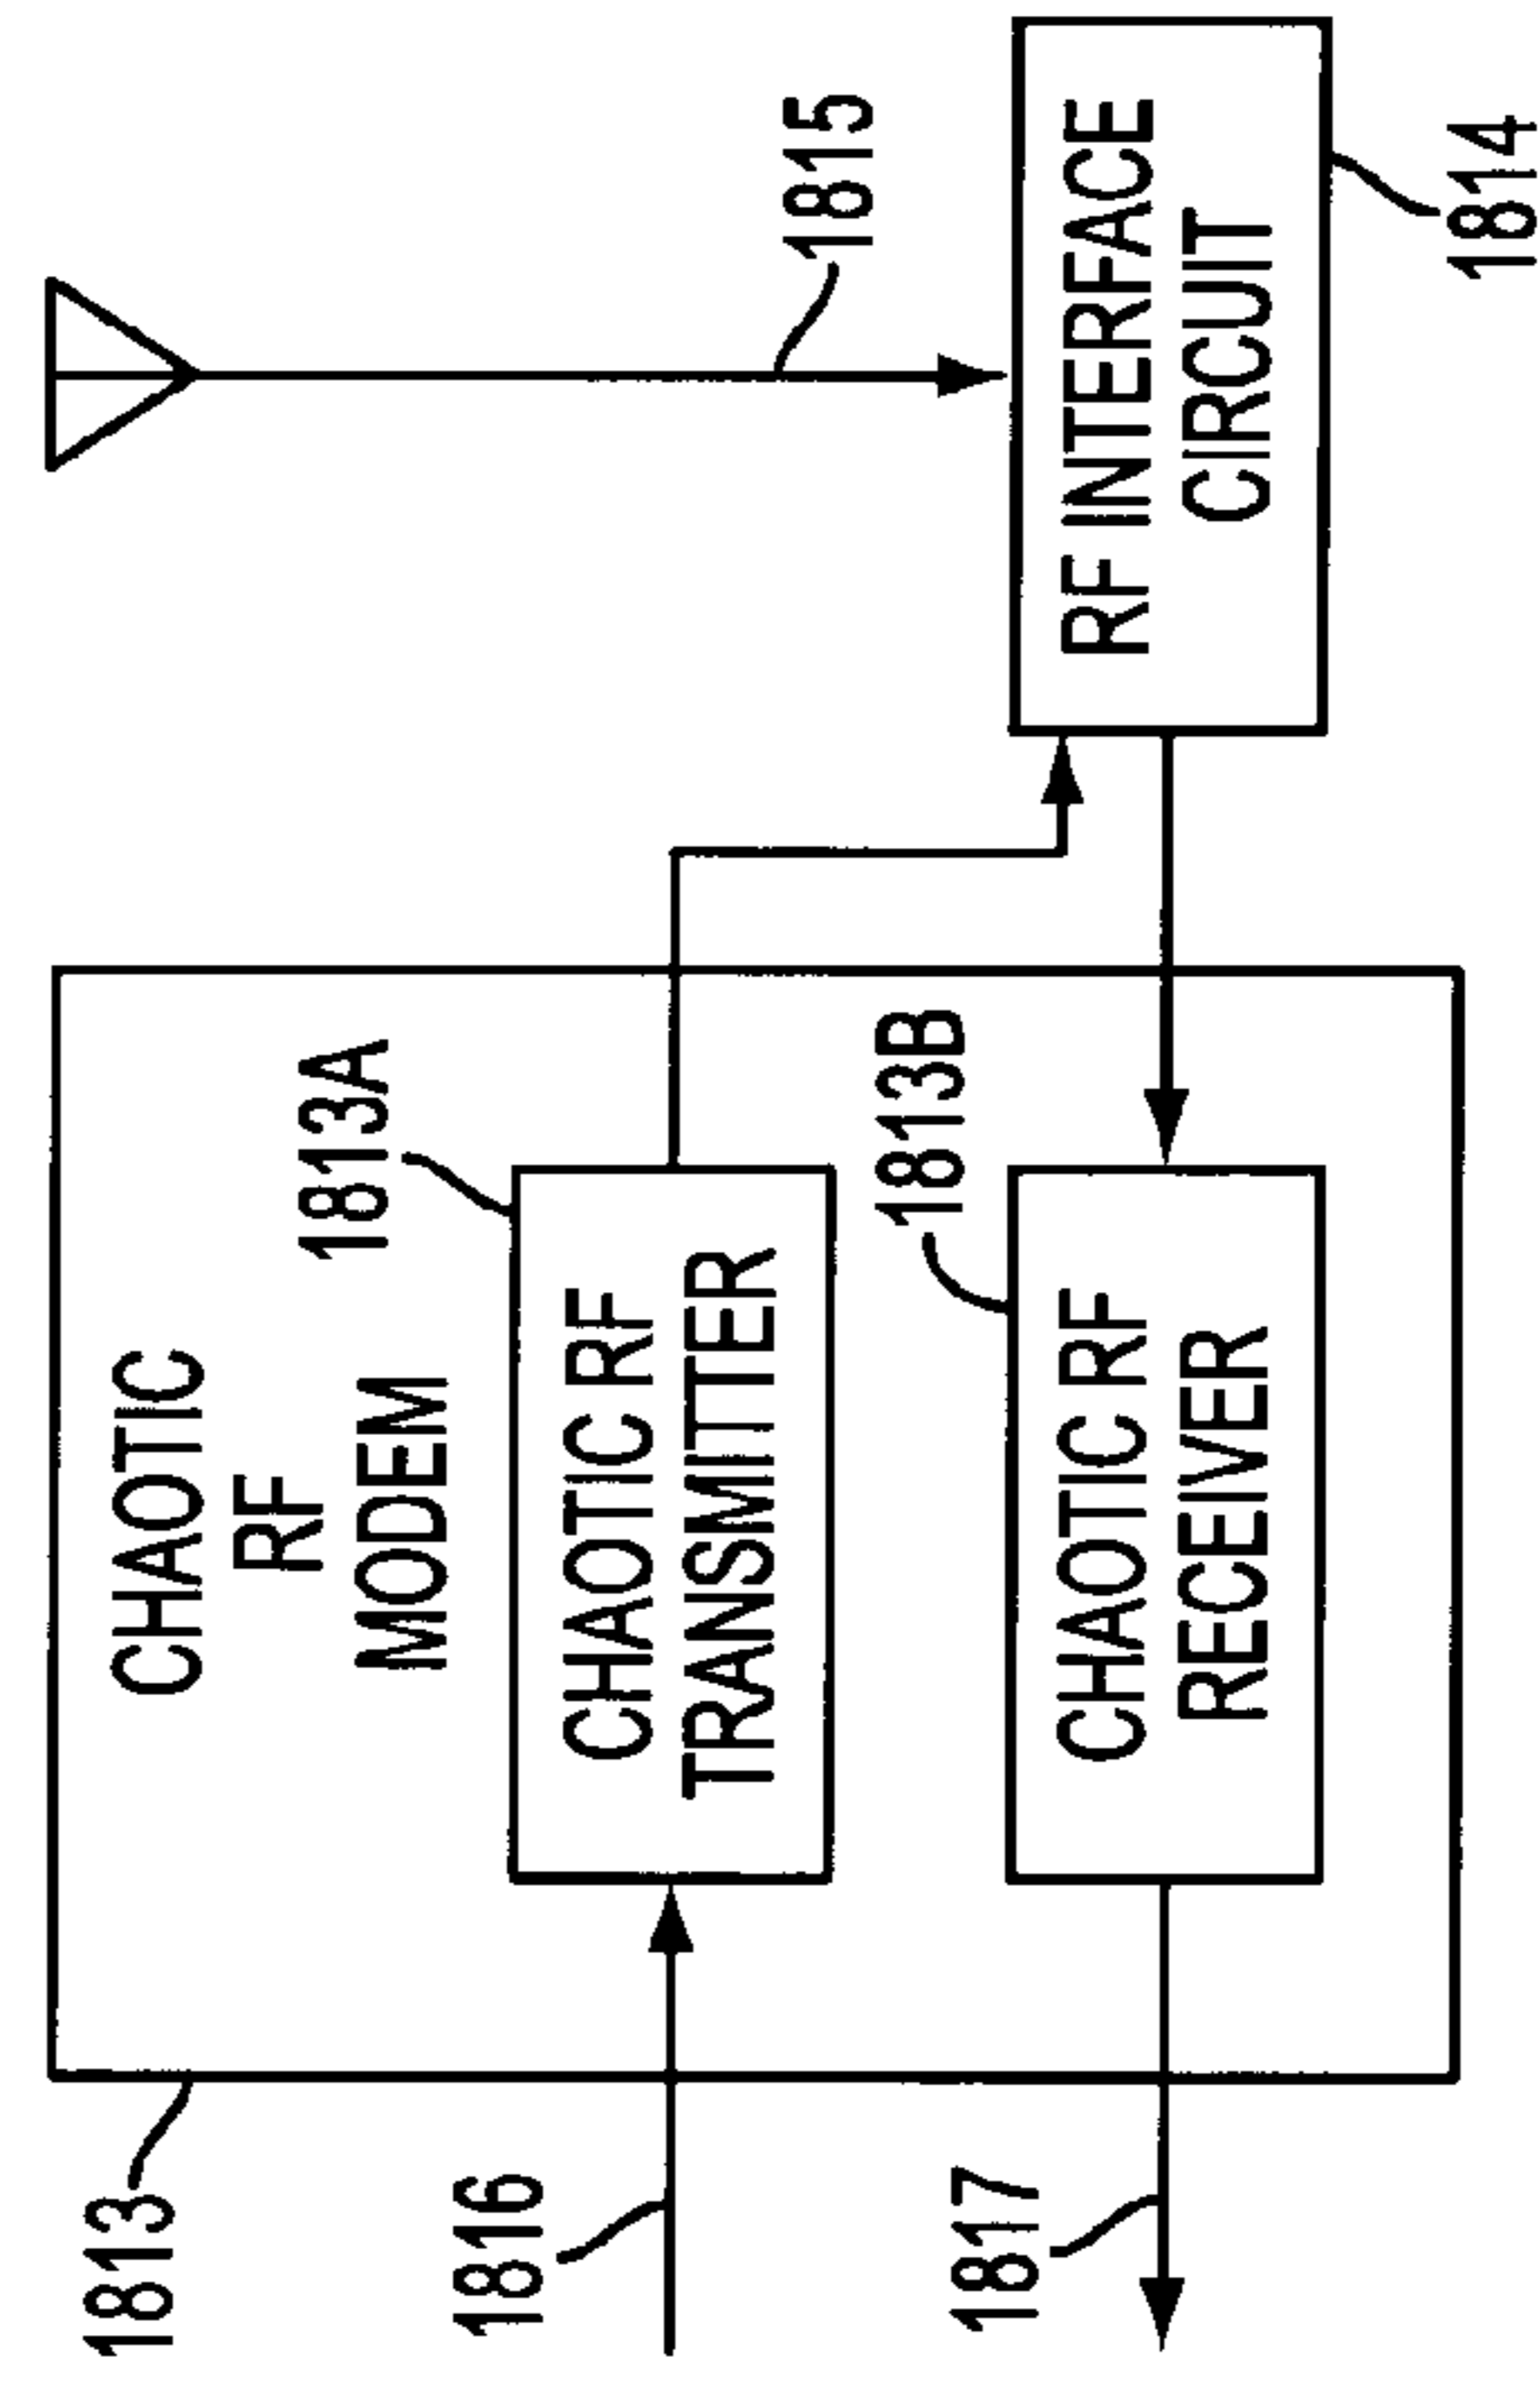 1813
CHAOTIC
RF
MODEM
1813A
1816
CHAOTIC RF
TRANSMITTER
1815
1813B
1817
CHAOTIC RF
RECEIVER
RF INTERFACE
CIRCUIT
1814